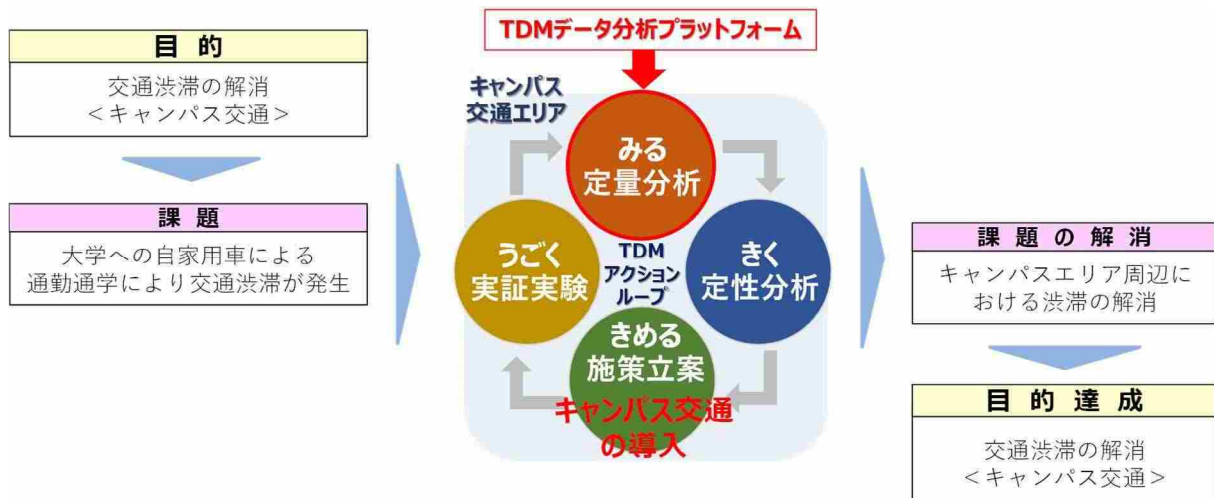 目的
交通渋滞の解消
＜キャンパス交通＞
課題
大学への自家用車による
通勤通学により交通渋滞が発生
TDMデータ分析プラットフォーム
キャンパス
交通エリア
みる
定量分析
きく
定性分析
きめる
施策立案
キャンパス交通
の導入
うごく
実証実験
TDM
アクション
ループ
課題の解消
キャンパスエリア周辺に
おける渋滞の解消
目的達成
交通渋滞の解消
＜キャンパス交通＞